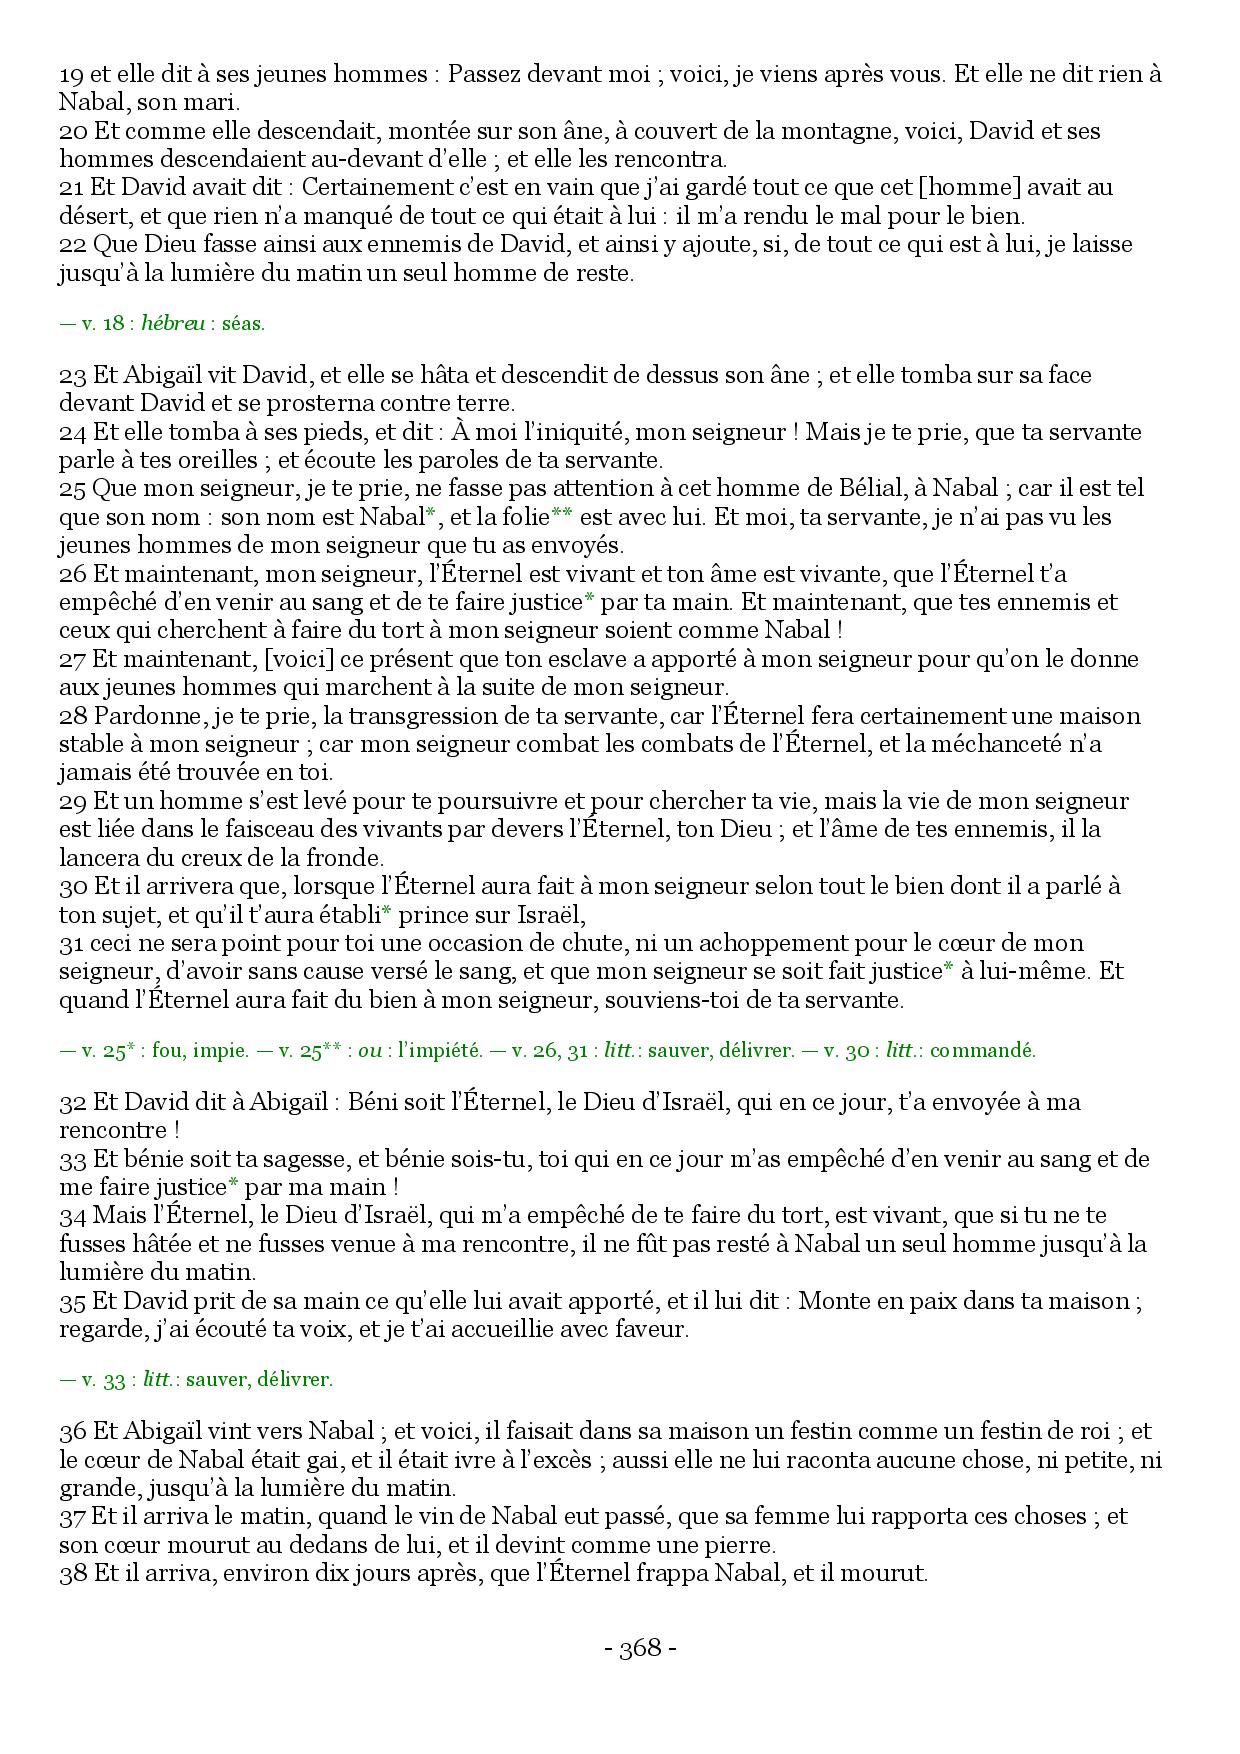 19 et elle dit à ses jeunes hommes : Passez devant moi ; voici, je viens après vous. Et elle ne dit rien à
Nabal, son mari.
20 Et comme elle descendait, montée sur son âne, à couvert de la montagne, voici, David et ses
hommes descendaient au-devant d’elle ; et elle les rencontra.
21 Et David avait dit : Certainement c’est en vain que j’ai gardé tout ce que cet [homme] avait au
désert, et que rien n’a manqué de tout ce qui était à lui : il m’a rendu le mal pour le bien.
22 Que Dieu fasse ainsi aux ennemis de David, et ainsi y ajoute, si, de tout ce qui est à lui, je laisse
jusqu’à la lumière du matin un seul homme de reste.
— v. 18 : hébreu : séas.
23 Et Abigaïl vit David, et elle se hâta et descendit de dessus son âne ; et elle tomba sur sa face
devant David et se prosterna contre terre.
24 Et elle tomba à ses pieds, et dit : À moi l’iniquité, mon seigneur ! Mais je te prie, que ta servante
parle à tes oreilles ; et écoute les paroles de ta servante.
25 Que mon seigneur, je te prie, ne fasse pas attention à cet homme de Bélial, à Nabal ; car il est tel
que son nom : son nom est Nabal*, et la folie** est avec lui. Et moi, ta servante, je n’ai pas vu les
jeunes hommes de mon seigneur que tu as envoyés.
26 Et maintenant, mon seigneur, l’Éternel est vivant et ton âme est vivante, que l’Éternel t’a
empêché d’en venir au sang et de te faire justice* par ta main. Et maintenant, que tes ennemis et
ceux qui cherchent à faire du tort à mon seigneur soient comme Nabal !
27 Et maintenant, [voici] ce présent que ton esclave a apporté à mon seigneur pour qu’on le donne
aux jeunes hommes qui marchent à la suite de mon seigneur.
28 Pardonne, je te prie, la transgression de ta servante, car l’Éternel fera certainement une maison
stable à mon seigneur ; car mon seigneur combat les combats de l’Éternel, et la méchanceté n’a
jamais été trouvée en toi.
29 Et un homme s’est levé pour te poursuivre et pour chercher ta vie, mais la vie de mon seigneur
est liée dans le faisceau des vivants par devers l’Éternel, ton Dieu ; et l’âme de tes ennemis, il la
lancera du creux de la fronde.
30 Et il arrivera que, lorsque l’Éternel aura fait à mon seigneur selon tout le bien dont il a parlé à
ton sujet, et qu’il t’aura établi* prince sur Israël,
31 ceci ne sera point pour toi une occasion de chute, ni un achoppement pour le cœur de mon
seigneur, d’avoir sans cause versé le sang, et que mon seigneur se soit fait justice* à lui-même. Et
quand l’Éternel aura fait du bien à mon seigneur, souviens-toi de ta servante.
— v. 25* : fou, impie. — v. 25** : ou : l’impiété. — v. 26, 31 : litt.: sauver, délivrer. — v. 30 : litt.: commandé.
32 Et David dit à Abigaïl : Béni soit l’Éternel, le Dieu d’Israël, qui en ce jour, t’a envoyée à ma
rencontre !
33 Et bénie soit ta sagesse, et bénie sois-tu, toi qui en ce jour m’as empêché d’en venir au sang et de
me faire justice* par ma main !
34 Mais l’Éternel, le Dieu d’Israël, qui m’a empêché de te faire du tort, est vivant, que si tu ne te
fusses hâtée et ne fusses venue à ma rencontre, il ne fût pas resté à Nabal un seul homme jusqu’à la
lumière du matin.
35 Et David prit de sa main ce qu’elle lui avait apporté, et il lui dit : Monte en paix dans ta maison ;
regarde, j’ai écouté ta voix, et je t’ai accueillie avec faveur.
— v. 33 : litt.: sauver, délivrer.
36 Et Abigaïl vint vers Nabal ; et voici, il faisait dans sa maison un festin comme un festin de roi ; et
le cœur de Nabal était gai, et il était ivre à l’excès ; aussi elle ne lui raconta aucune chose, ni petite, ni
grande, jusqu’à la lumière du matin.
37 Et il arriva le matin, quand le vin de Nabal eut passé, que sa femme lui rapporta ces choses ; et
son cœur mourut au dedans de lui, et il devint comme une pierre.
38 Et il arriva, environ dix jours après, que l’Éternel frappa Nabal, et il mourut.
- 368 -